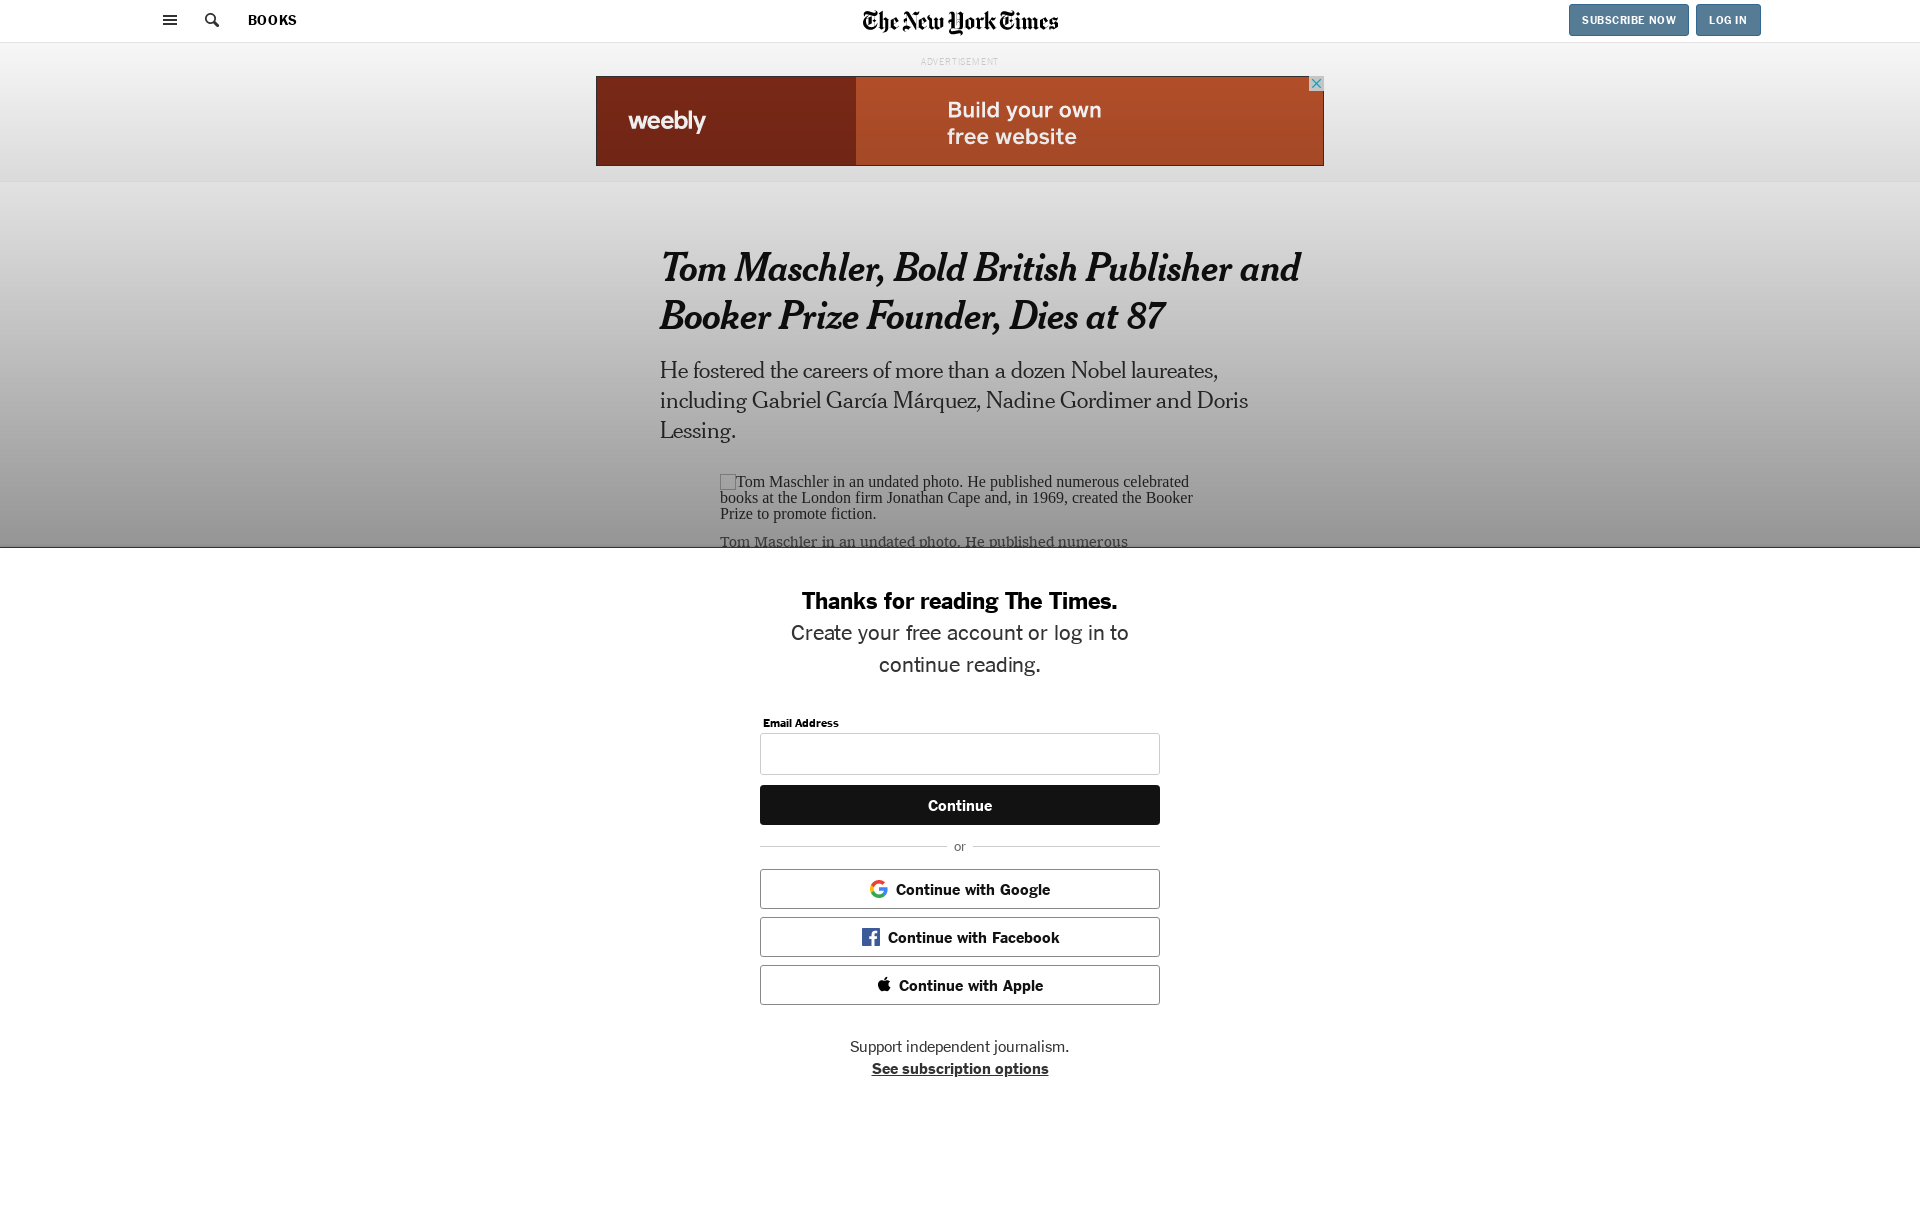 BOOKS
The New York Times
SUBSCRIBE NOW
LOG IN
ADVERTISEMENT
weebly
Build your own
free website
Tom Maschler, Bold British Publisher and
Booker Prize Founder, Dies at 87
He fostered the careers of more than a dozen Nobel laureates,
including Gabriel García Márquez, Nadine Gordimer and Doris
Lessing.
Tom Maschler in an undated photo. He published numerous celebrated
books at the London firm Jonathan Cape and, in 1969, created the Booker
Prize to promote fiction.
Tom Maschler in an undated photo. He published numerous
Thanks for reading The Times.
Create your free account or log in to
continue reading.
Email Address
Continue
or
Continue with Google
Continue with Facebook
Continue with Apple
Support independent journalism.
See subscription options